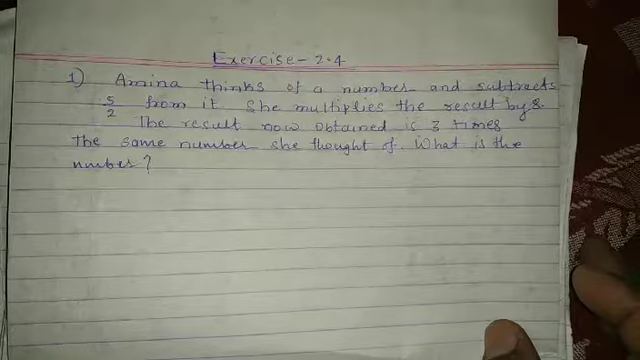 Exercise-2.4
1) Amina thinks of a number and subtracts
5/2 from it. She multiplies the result by 8.
The result now obtained is 3 times
the same number she thought of. What is the
number?